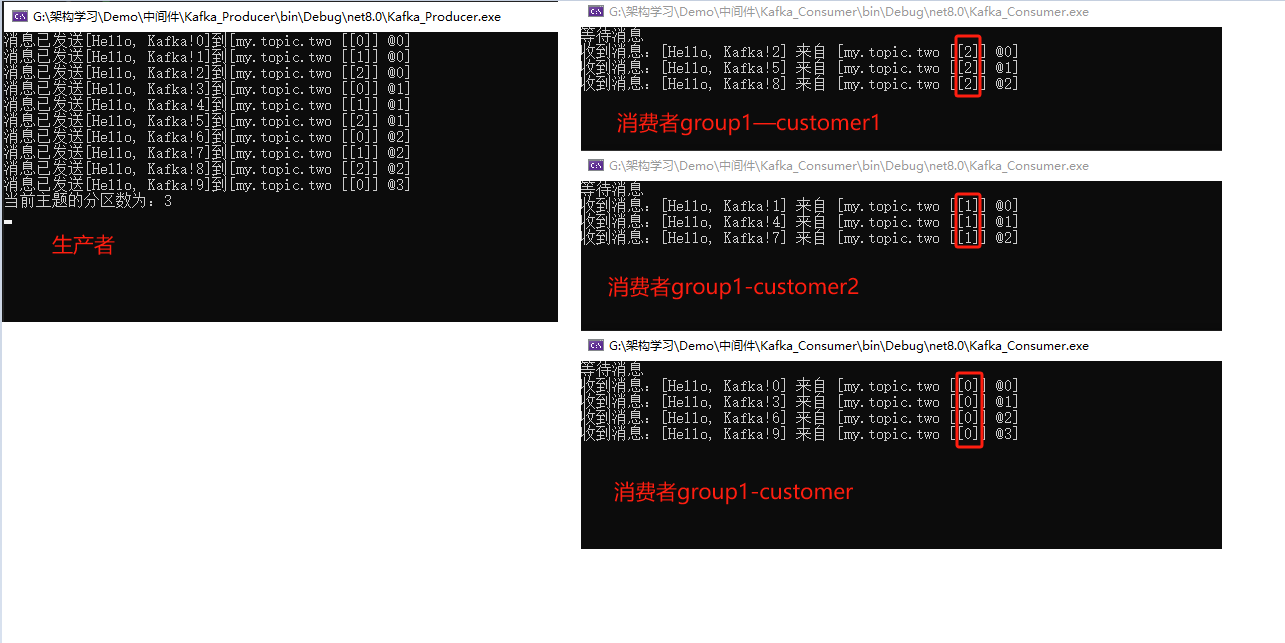 G:\架构学习\Demo\中间件\Kafka_Producer\bin\Debug\net8.0\Kafka_Producer.exe
消息已发送[Hello, Kafka!0]到[my.topic.two [[0]] @0]
消息已发送[Hello, Kafka!1]到[my.topic.two [[1]] @0]
消息已发送[Hello, Kafka!2]到[my.topic.two [[2]] @0]
消息已发送[Hello, Kafka!3]到[my.topic.two [[0]] @1]
消息已发送[Hello, Kafka!4]到[my.topic.two [[1]] @1]
消息已发送[Hello, Kafka!5]到[my.topic.two [[2]] @1]
消息已发送[Hello, Kafka!6]到[my.topic.two [[0]] @2]
消息已发送[Hello, Kafka!7]到[my.topic.two [[1]] @2]
消息已发送[Hello, Kafka!8]到[my.topic.two [[2]] @2]
消息已发送[Hello, Kafka!9]到[my.topic.two [[0]] @3]
当前主题的分区数为：3
生产者
G:\架构学习\Demo\中间件\Kafka_Consumer\bin\Debug\net8.0\Kafka_Consumer.exe
等待消息
收到消息：[Hello, Kafka!2] 来自 [my.topic.two [[2]] @0]
收到消息：[Hello, Kafka!5] 来自 [my.topic.two [[2]] @1]
收到消息：[Hello, Kafka!8] 来自 [my.topic.two [[2]] @2]
消费者group1—customer1
G:\架构学习\Demo\中间件\Kafka_Consumer\bin\Debug\net8.0\Kafka_Consumer.exe
等待消息
收到消息：[Hello, Kafka!1] 来自 [my.topic.two [[1]] @0]
收到消息：[Hello, Kafka!4] 来自 [my.topic.two [[1]] @1]
收到消息：[Hello, Kafka!7] 来自 [my.topic.two [[1]] @2]
消费者group1-customer2
G:\架构学习\Demo\中间件\Kafka_Consumer\bin\Debug\net8.0\Kafka_Consumer.exe
等待消息
收到消息：[Hello, Kafka!0] 来自 [my.topic.two [[0]] @0]
收到消息：[Hello, Kafka!3] 来自 [my.topic.two [[0]] @1]
收到消息：[Hello, Kafka!6] 来自 [my.topic.two [[0]] @2]
收到消息：[Hello, Kafka!9] 来自 [my.topic.two [[0]] @3]
消费者group1-customer